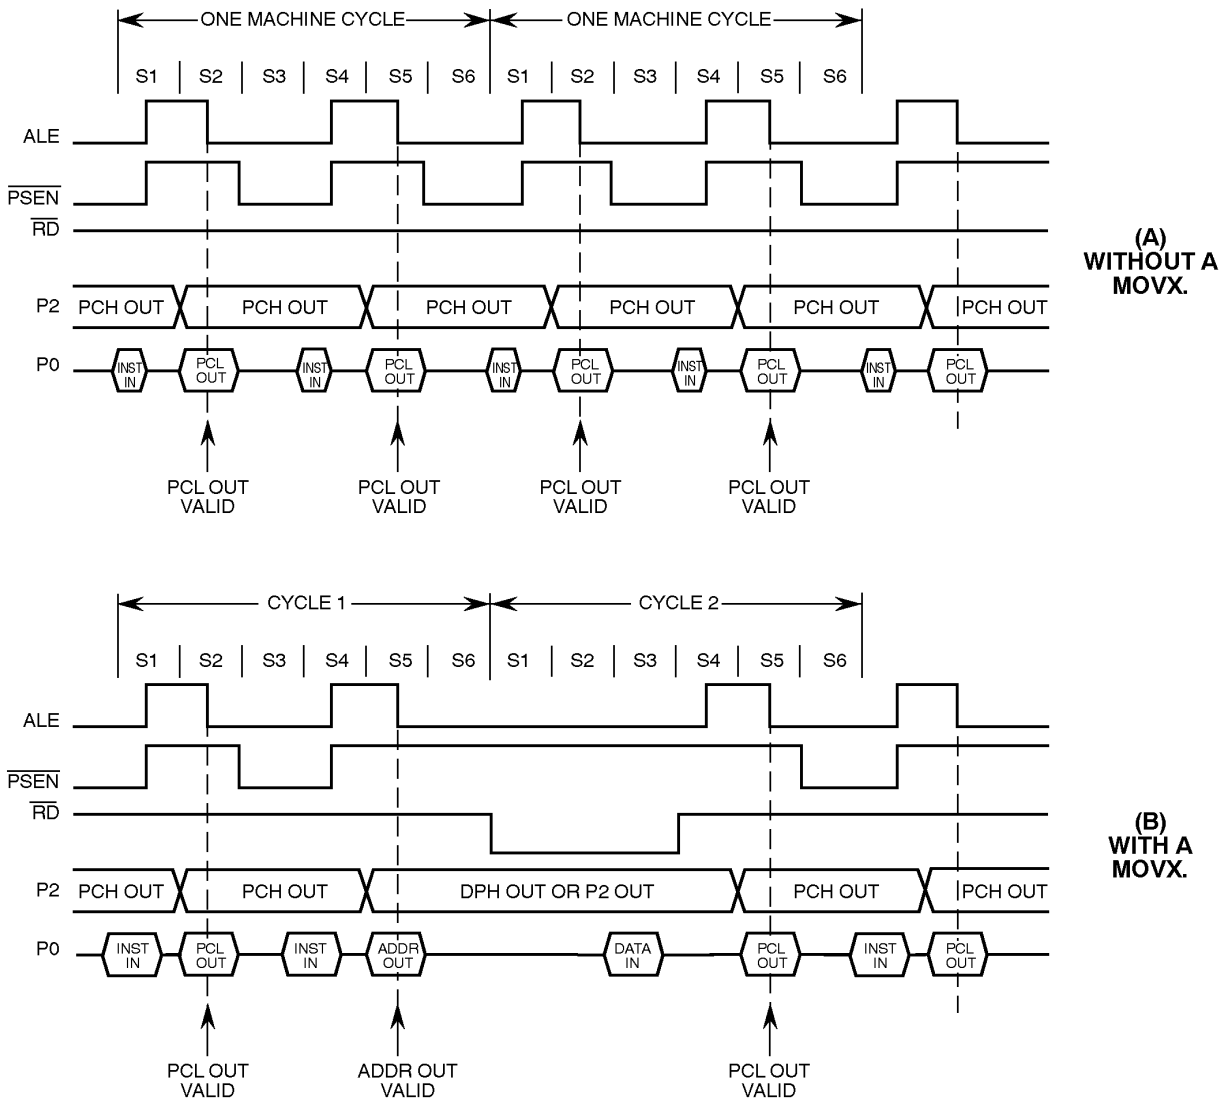 ONE MACHINE CYCLE ONE MACHINE CYCLE
S1 S2 S3 S4 S5 S6 S1 S2 S3 S4 S5 S6
ALE
PSEN
RD
(A)
WITHOUT A
MOVX.
P2 PCH OUT PCH OUT PCH OUT PCH OUT PCH OUT PCH OUT
P0 INST PCL INST PCL INST PCL INST PCL INST PCL
IN OUT IN OUT IN OUT IN OUT IN OUT
PCL OUT PCL OUT PCL OUT PCL OUT
VALID VALID VALID VALID
CYCLE 1 CYCLE 2
S1 S2 S3 S4 S5 S6 S1 S2 S3 S4 S5 S6
ALE
PSEN
RD
(B)
WITH A
MOVX.
P2 PCH OUT PCH OUT DPH OUT OR P2 OUT PCH OUT PCH OUT
P0 INST PCL INST ADDR DATA PCL INST PCL
IN OUT IN OUT IN OUT IN OUT
PCL OUT ADDR OUT PCL OUT
VALID VALID VALID